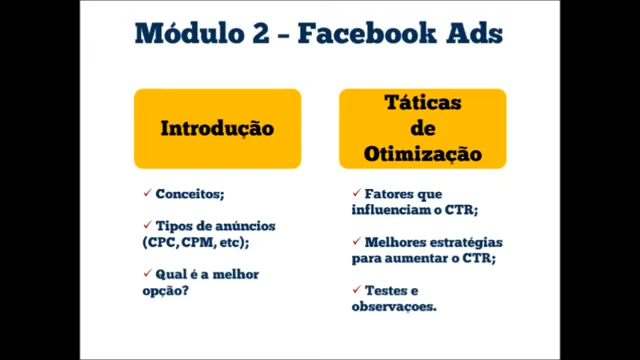 Módulo 2 – Facebook Ads
Introdução
Conceitos;
Tipos de anúncios
(CPC, CPM, etc);
Qual é a melhor
opção?
Táticas
de
Otimização
Fatores que
influenciam o CTR;
Melhores estratégias
para aumentar o CTR;
Testes e
observaçoes.